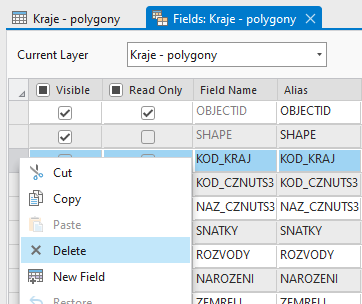 Kraje - polygony
Fields: Kraje - polygony
Current Layer
Kraje - polygony
Visible Read Only Field Name Alias
OBJECTID OBJECTID
SHAPE SHAPE
KOD_KRAJ KOD_KRAJ
KOD_CZNUTS3 KOD_CZNUTS3
NAZ_CZNUTS3 NAZ_CZNUTS3
SNATKY SNATKY
ROZVODY ROZVODY
NAROZENI NAROZENI
ZEMRELI ZEMRELI
Cut
Copy
Paste
Delete
New Field
Restore